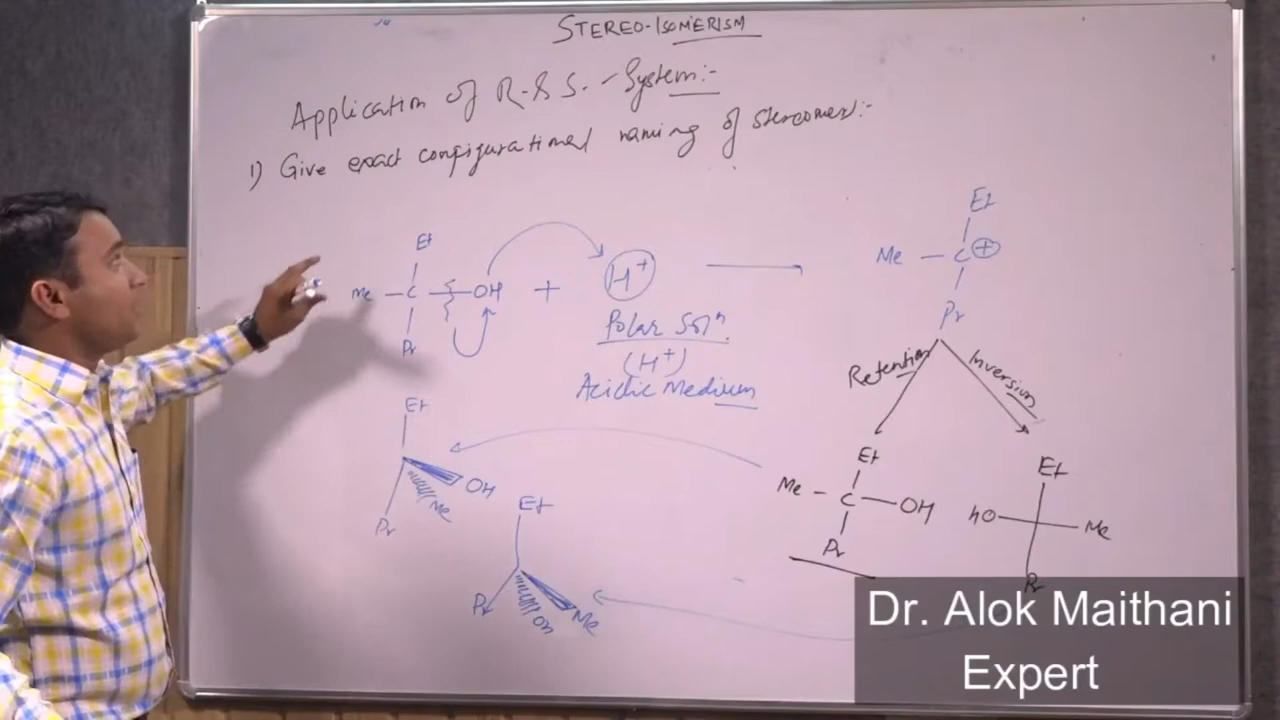 STEREO-ISOMERISM
Application of R.&S.-System:-
1) Give exact configurational naming of stereomers:-
Et
Me - C - OH + H+
Pr
Polar Solⁿ.
(H+)
Acidic Medium
Et
Me - C +
Pr
Retention
Inversion
Et
Me - C - OH
Pr
Et
HO Me
Pr
Et
OH
Me
Pr
Et
Pr
OH
Me
Dr. Alok Maithani
Expert